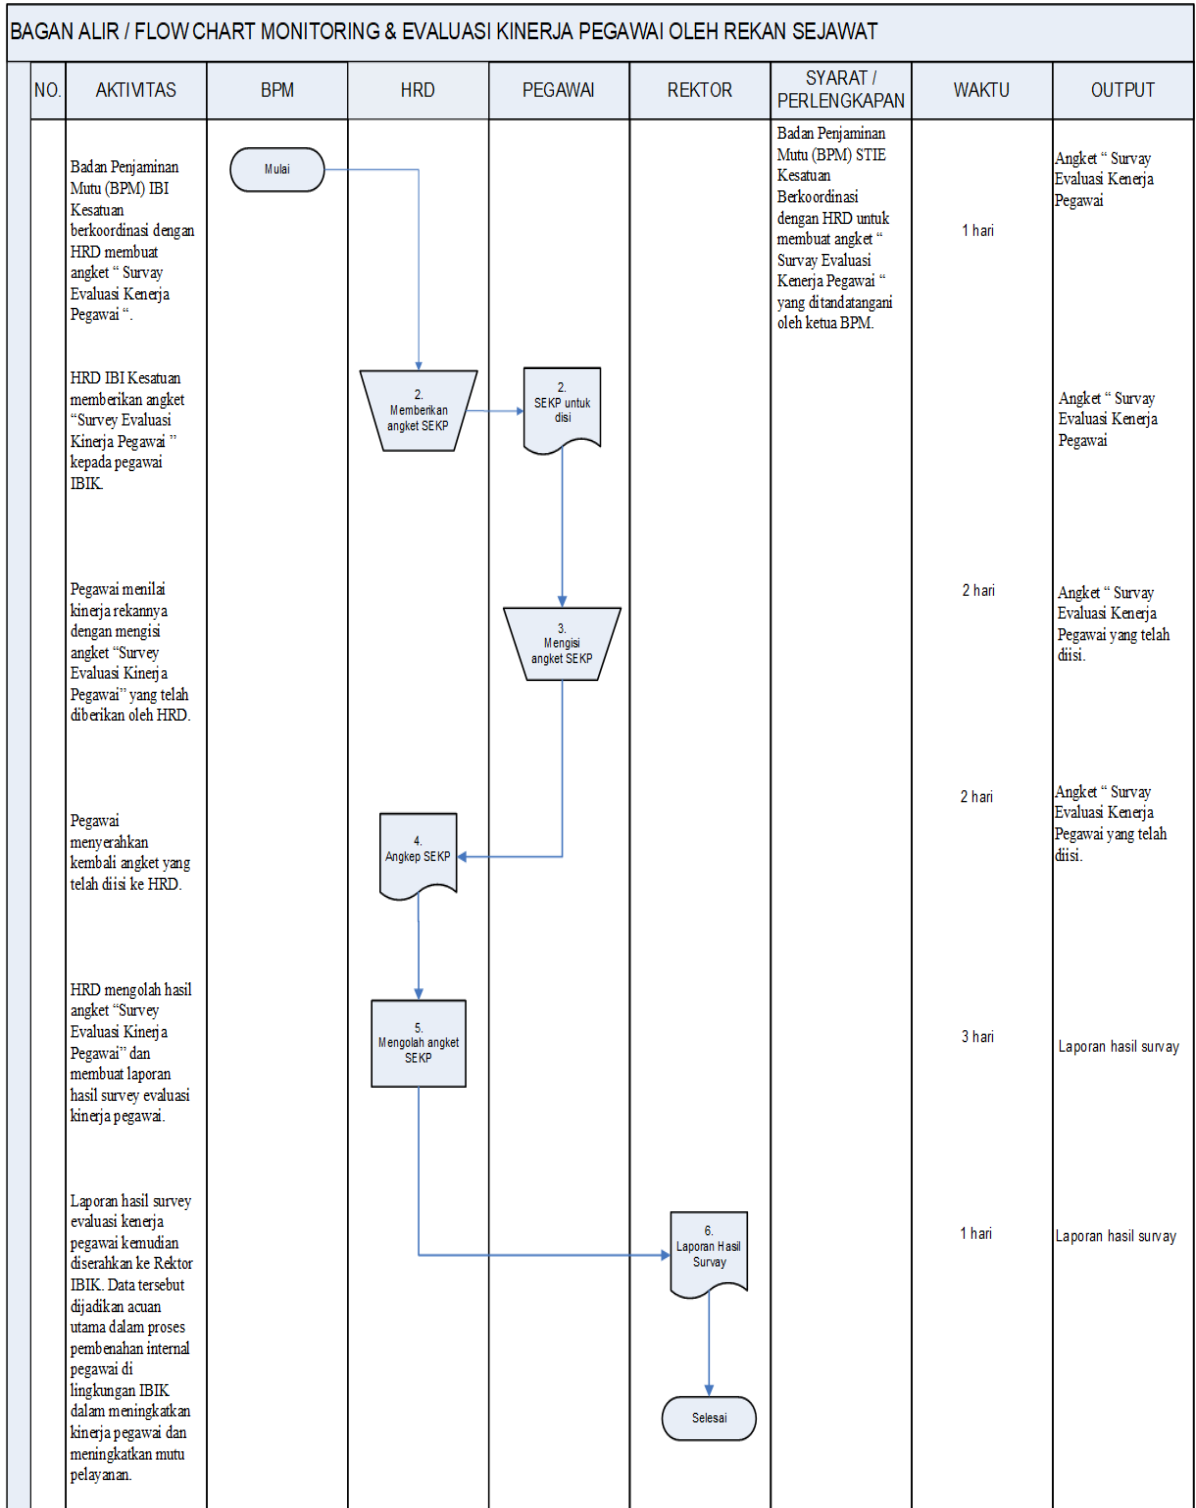 BAGAN ALIR / FLOW CHART MONITORING & EVALUASI KINERJA PEGAWAI OLEH REKAN SEJAWAT
NO.
AKTIVITAS
BPM
HRD
PEGAWAI
REKTOR
SYARAT /
PERLENGKAPAN
WAKTU
OUTPUT
Badan Penjaminan
Mutu (BPM) IBI
Kesatuan
berkoordinasi dengan
HRD membuat
angket “ Survay
Evaluasi Kenerja
Pegawai “.
Mulai
Badan Penjaminan
Mutu (BPM) STIE
Kesatuan
Berkoordinasi
dengan HRD untuk
membuat angket “
Survay Evaluasi
Kenerja Pegawai “
yang ditandatangani
oleh ketua BPM.
1 hari
Angket “ Survay
Evaluasi Kenerja
Pegawai
HRD IBI Kesatuan
memberikan angket
“Survey Evaluasi
Kinerja Pegawai ”
kepada pegawai
IBIK.
2.
Memberikan
angket SEKP
2.
SEKP untuk
disi
Angket “ Survay
Evaluasi Kenerja
Pegawai
Pegawai menilai
kinerja rekannya
dengan mengisi
angket “Survey
Evaluasi Kinerja
Pegawai” yang telah
diberikan oleh HRD.
3.
Mengisi
angket SEKP
2 hari
Angket “ Survay
Evaluasi Kenerja
Pegawai yang telah
diisi.
Pegawai
menyerahkan
kembali angket yang
telah diisi ke HRD.
4.
Angkep SEKP
2 hari
Angket “ Survay
Evaluasi Kenerja
Pegawai yang telah
diisi.
HRD mengolah hasil
angket “Survey
Evaluasi Kinerja
Pegawai” dan
membuat laporan
hasil survey evaluasi
kinerja pegawai.
5.
Mengolah angket
SEKP
3 hari
Laporan hasil survay
Laporan hasil survey
evaluasi kenerja
pegawai kemudian
diserahkan ke Rektor
IBIK. Data tersebut
dijadikan acuan
utama dalam proses
pembenahan internal
pegawai di
lingkungan IBIK
dalam meningkatkan
kinerja pegawai dan
meningkatkan mutu
pelayanan.
6.
Laporan Hasil
Survay
1 hari
Laporan hasil survay
Selesai